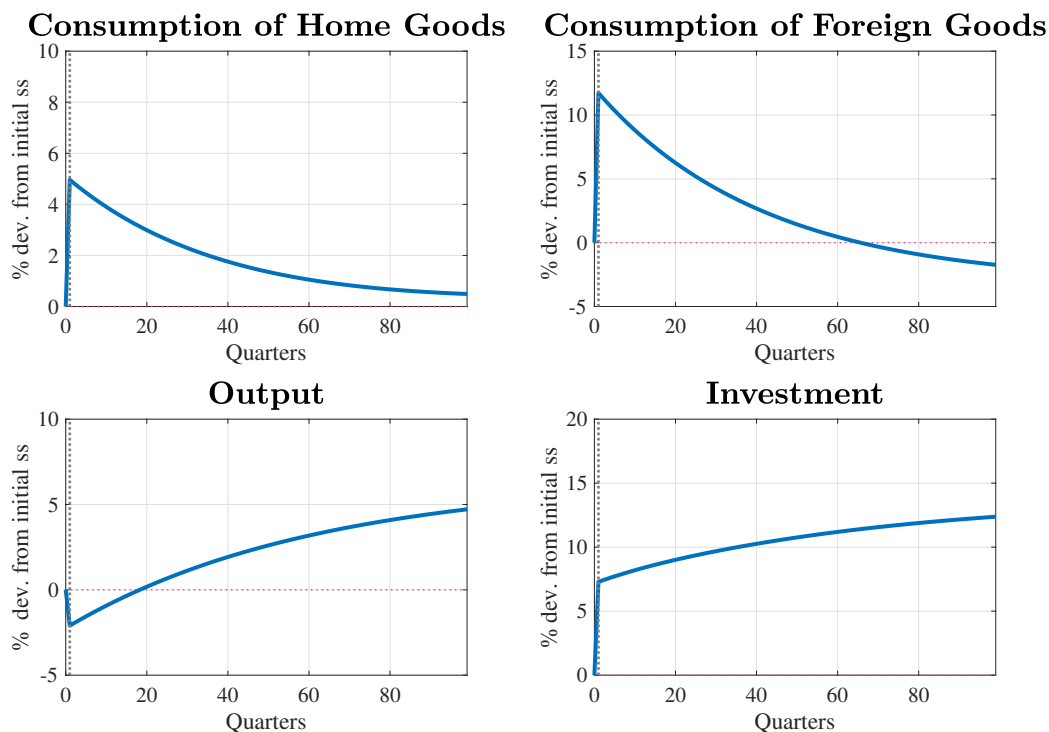 Consumption of Home Goods
% dev. from initial ss
10
8
6
4
2
0
0 20 40 60 80
Quarters
Consumption of Foreign Goods
% dev. from initial ss
15
10
5
0
-5
0 20 40 60 80
Quarters
Output
% dev. from initial ss
10
5
0
-5
0 20 40 60 80
Quarters
Investment
% dev. from initial ss
20
15
10
5
0
0 20 40 60 80
Quarters